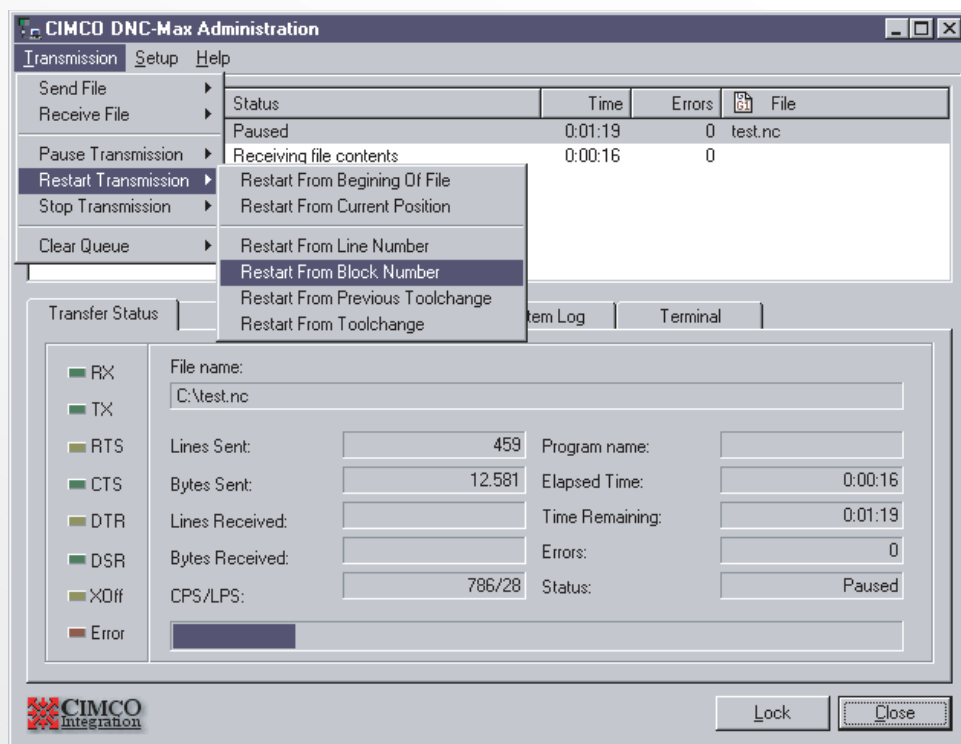 CIMCO DNC-Max Administration
Transmission Setup Help
Send File
Receive File
Pause Transmission
Restart Transmission
Stop Transmission
Clear Queue
Status Time Errors File
Paused 0:01:19 0 test.nc
Receiving file contents 0:00:16 0
Restart From Begining Of File
Restart From Current Position
Restart From Line Number
Restart From Block Number
Restart From Previous Toolchange
Restart From Toolchange
Transfer Status tem Log Terminal
RX
TX
RTS
CTS
DTR
DSR
XOff
Error
File name:
C:\test.nc
Lines Sent: 459 Program name:
Bytes Sent: 12.581 Elapsed Time: 0:00:16
Lines Received: Time Remaining: 0:01:19
Bytes Received: Errors: 0
CPS/LPS: 786/28 Status: Paused
CIMCO
Integration
Lock Close